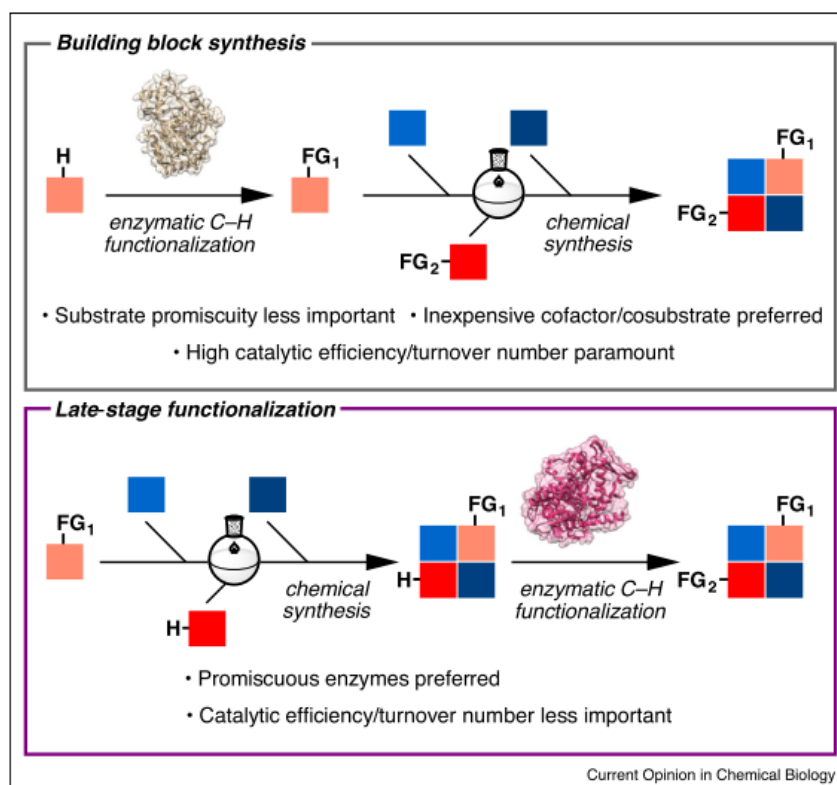 Building block synthesis
H
FG1
FG1
enzymatic C–H
functionalization
chemical
synthesis
FG2
FG2
• Substrate promiscuity less important • Inexpensive cofactor/cosubstrate preferred
• High catalytic efficiency/turnover number paramount
Late-stage functionalization
FG1
FG1
FG1
H
chemical
synthesis
enzymatic C–H
functionalization
FG2
H
• Promiscuous enzymes preferred
• Catalytic efficiency/turnover number less important
Current Opinion in Chemical Biology